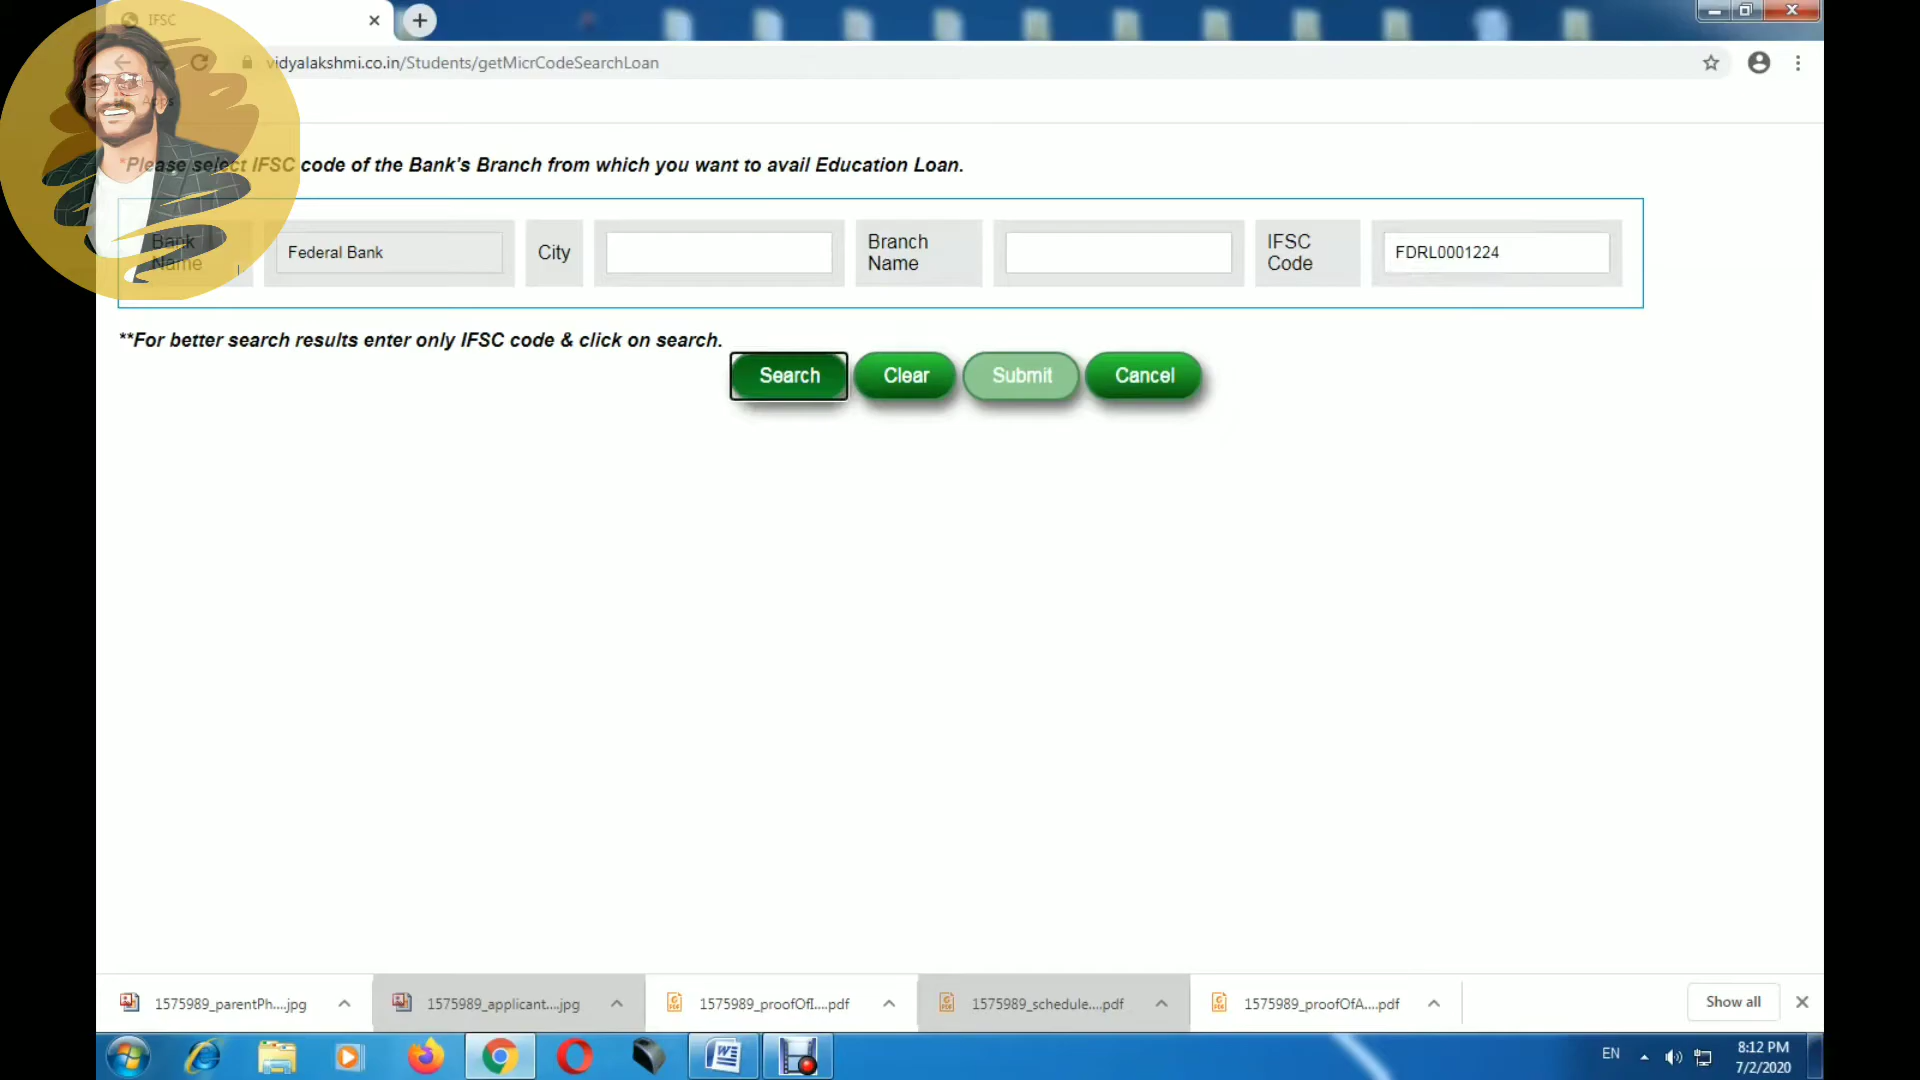 IFSC
vidyalakshmi.co.in/Students/getMicrCodeSearchLoan
Apps
*Please select IFSC code of the Bank's Branch from which you want to avail Education Loan.
Bank Name
Federal Bank
City
Branch Name
IFSC Code
FDRL0001224
**For better search results enter only IFSC code & click on search.
Search
Clear
Submit
Cancel
1575989_parentPh....jpg
1575989_applicant....jpg
1575989_proofOfI....pdf
1575989_schedule....pdf
1575989_proofOfA....pdf
Show all
EN
8:12 PM
7/2/2020